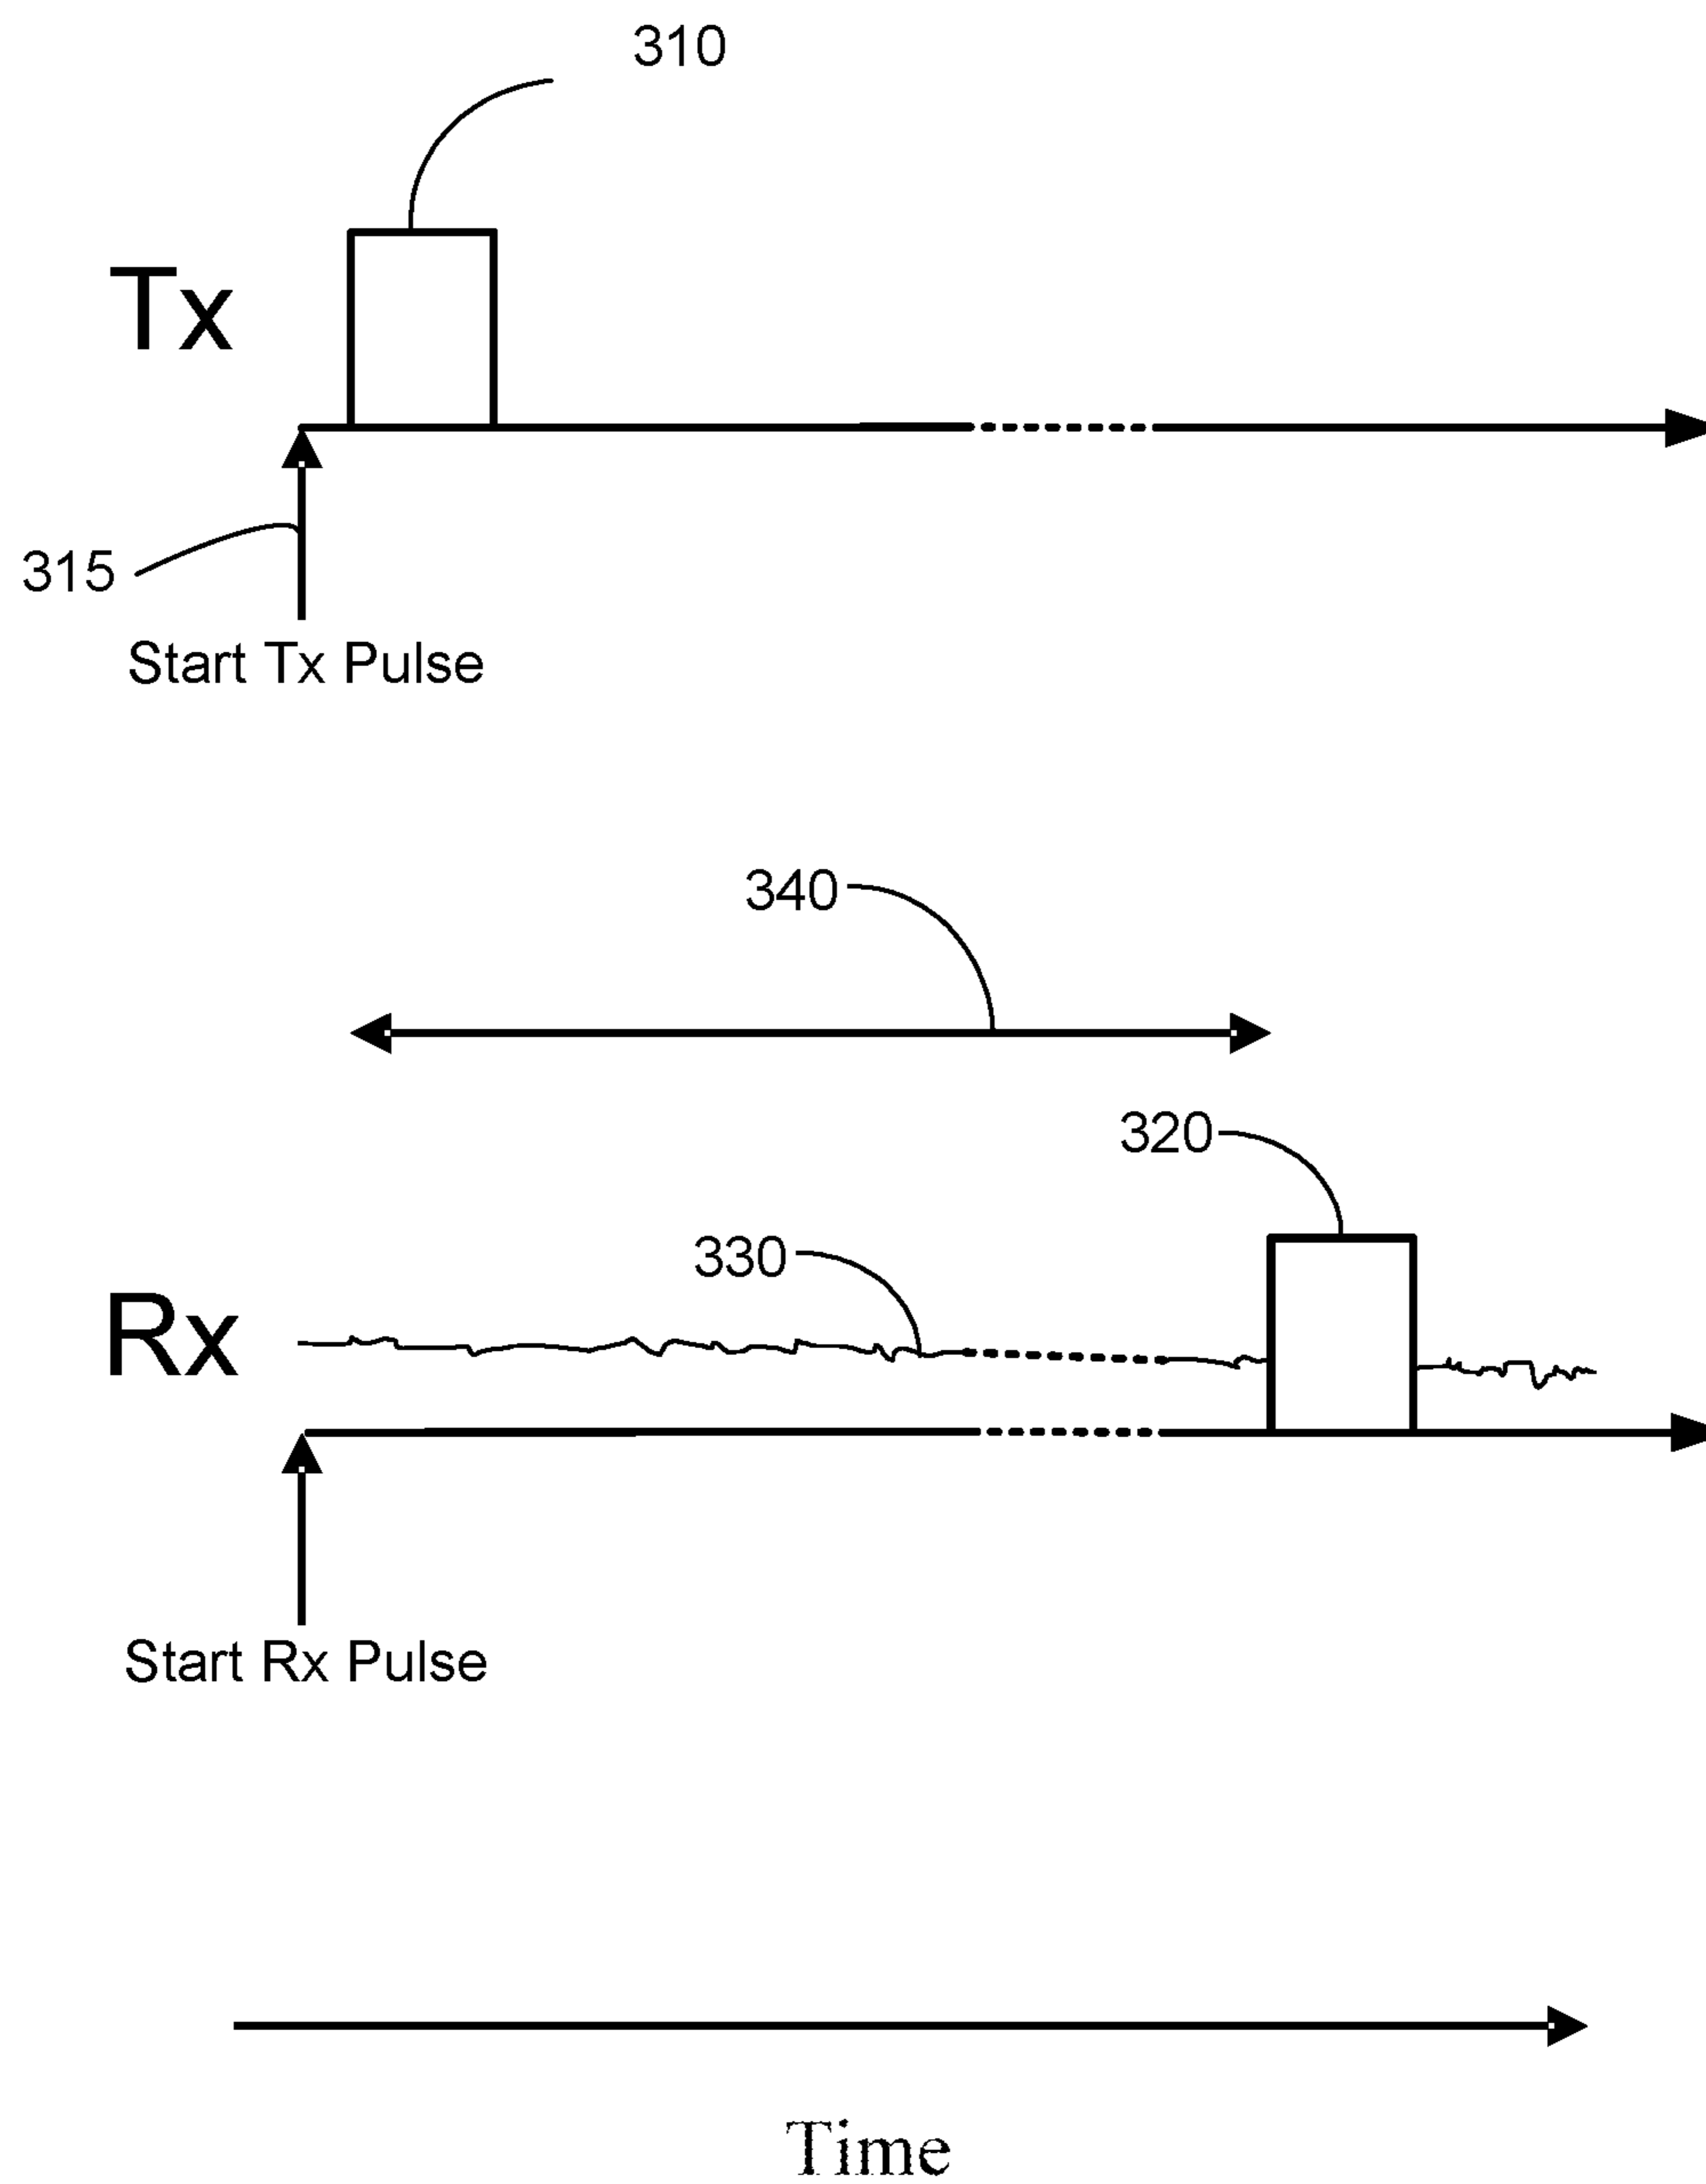 310
Tx
315
Start Tx Pulse
340
320
330
Rx
Start Rx Pulse
Time